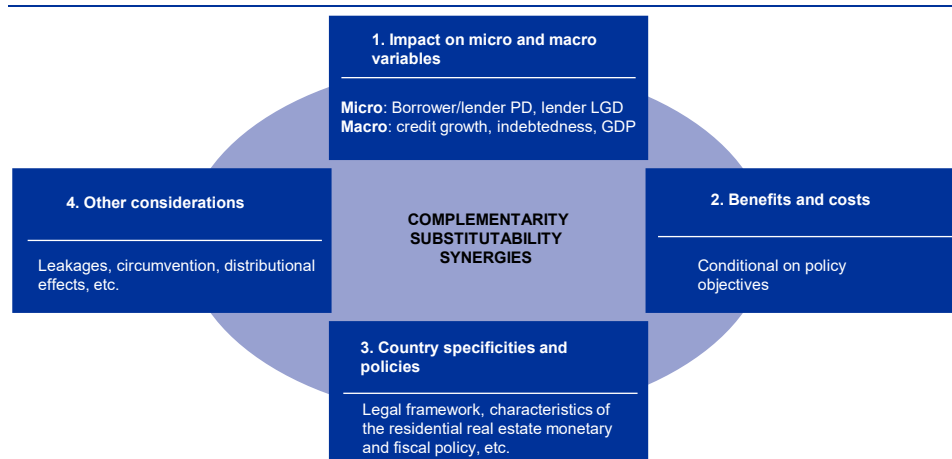 1. Impact on micro and macro
variables
Micro: Borrower/lender PD, lender LGD
Macro: credit growth, indebtedness, GDP
4. Other considerations
Leakages, circumvention, distributional
effects, etc.
COMPLEMENTARITY
SUBSTITUTABILITY
SYNERGIES
2. Benefits and costs
Conditional on policy
objectives
3. Country specificities and
policies
Legal framework, characteristics of
the residential real estate monetary
and fiscal policy, etc.